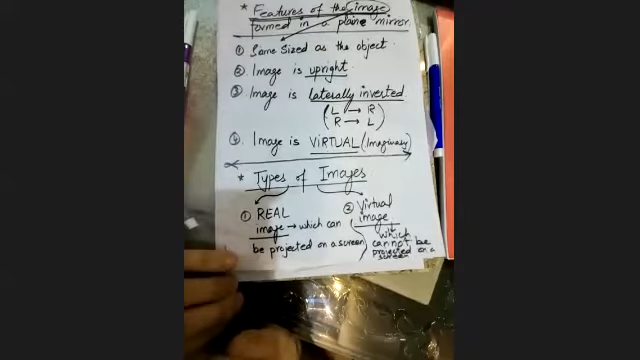 * Features of the image
formed in a plane mirror.
① Same sized as the object
② Image is upright
③ Image is laterally inverted
(L → R
R → L)
④ Image is VIRTUAL (Imaginary)
* Types of Images
① REAL
image → which can
be projected on a screen
② Virtual
image
which
cannot be
projected on a
screen